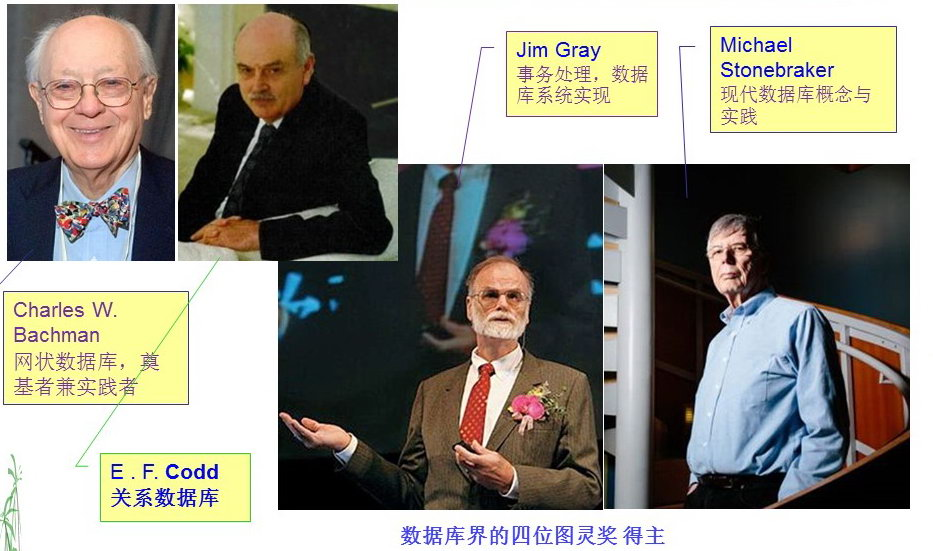 Jim Gray
事务处理，数据
库系统实现
Michael
Stonebraker
现代数据库概念与
实践
Charles W.
Bachman
网状数据库，奠
基者兼实践者
E . F. Codd
关系数据库
数据库界的四位图灵奖 得主